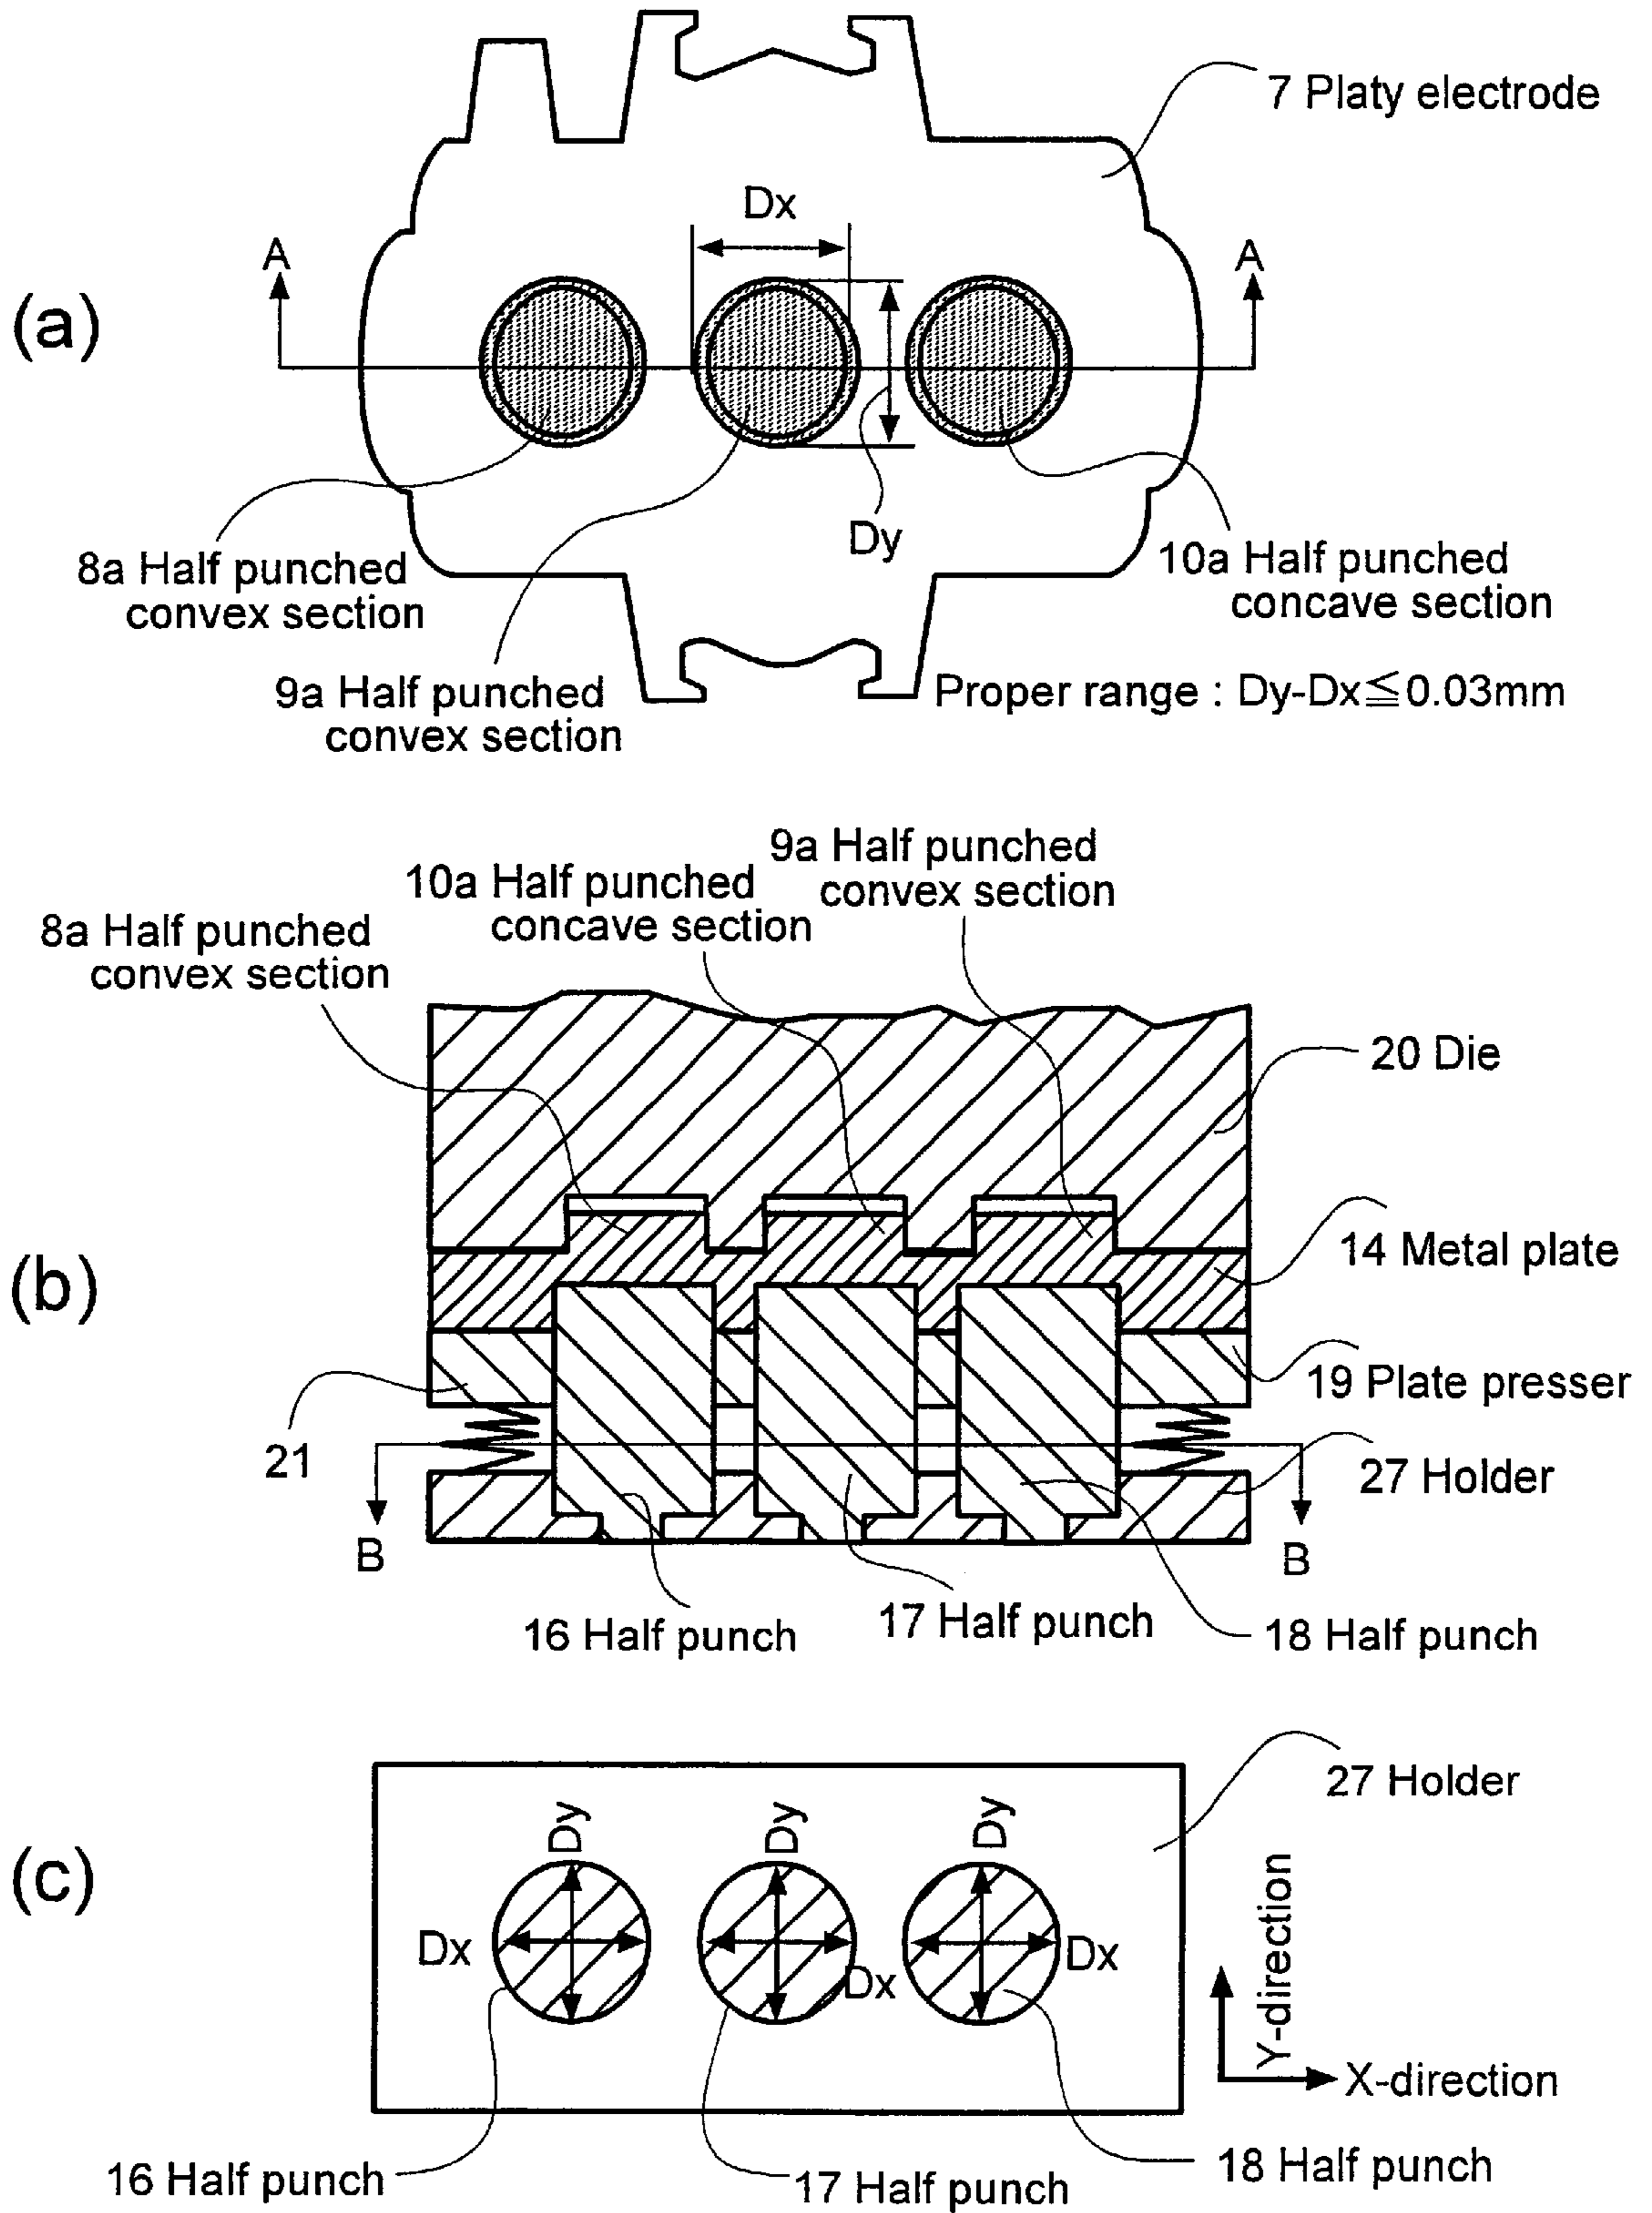 7 Platy electrode
Dx
A
A
(a)
Dy
8a Half punched
convex section
10a Half punched
concave section
9a Half punched
convex section
Proper range : Dy-Dx≦0.03mm
9a Half punched
convex section
10a Half punched
concave section
8a Half punched
convex section
20 Die
14 Metal plate
(b)
19 Plate presser
21
27 Holder
B
B
16 Half punch
17 Half punch
18 Half punch
27 Holder
(c)
Dy
Dy
Dy
Dx
Dx
Dx
Y-direction
X-direction
16 Half punch
17 Half punch
18 Half punch